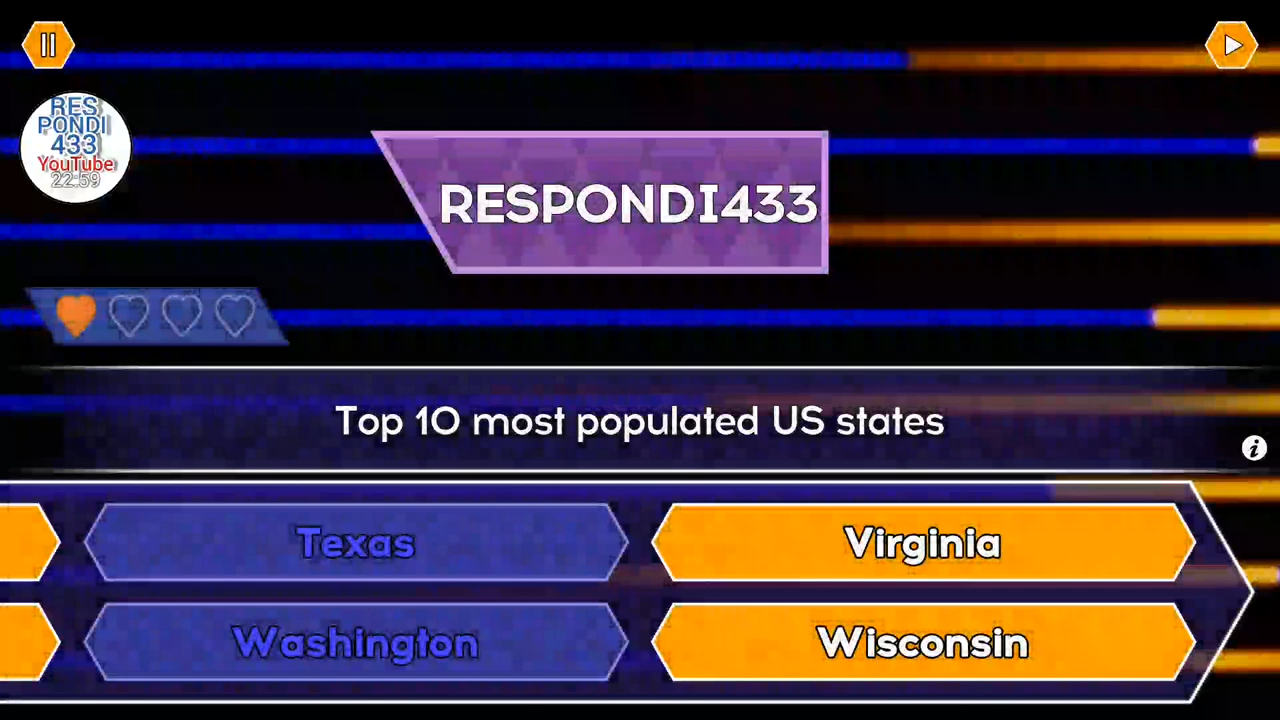 RES
PONDI
433
YouTube
22:59
RESPONDI433
Top 10 most populated US states
i
Texas
Virginia
Washington
Wisconsin